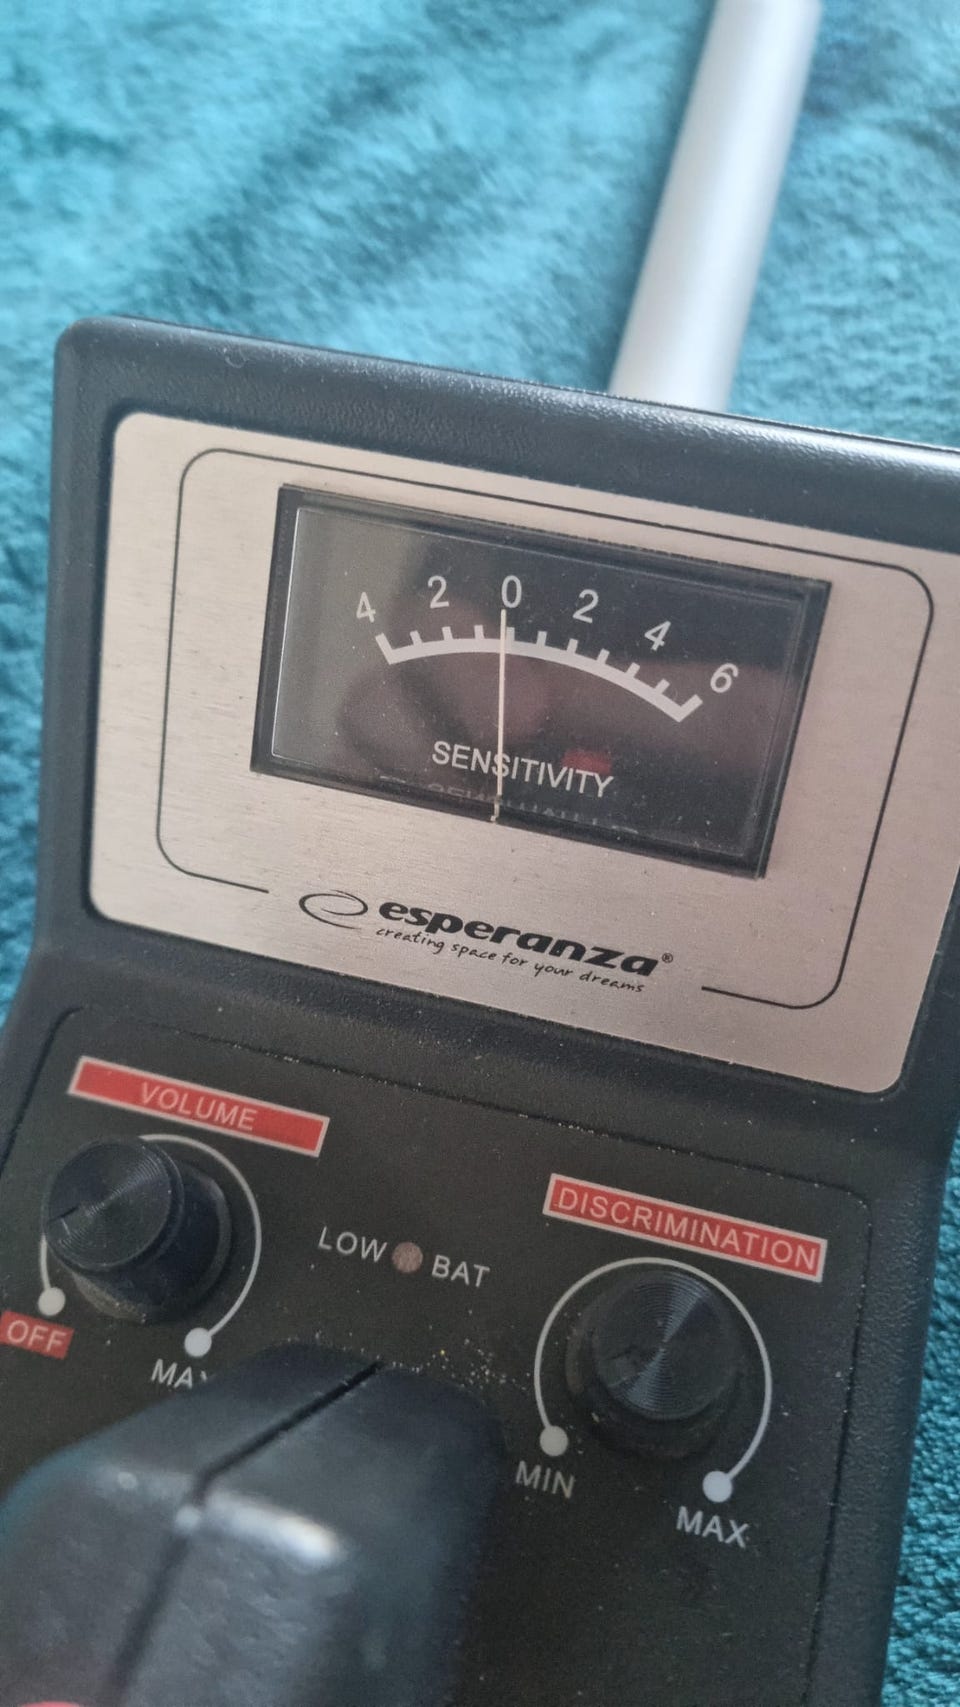 4 2 0 2 4 6
SENSITIVITY
esperanza®
creating space for your dreams
VOLUME
DISCRIMINATION
LOW BAT
OFF
MAX
MIN
MAX